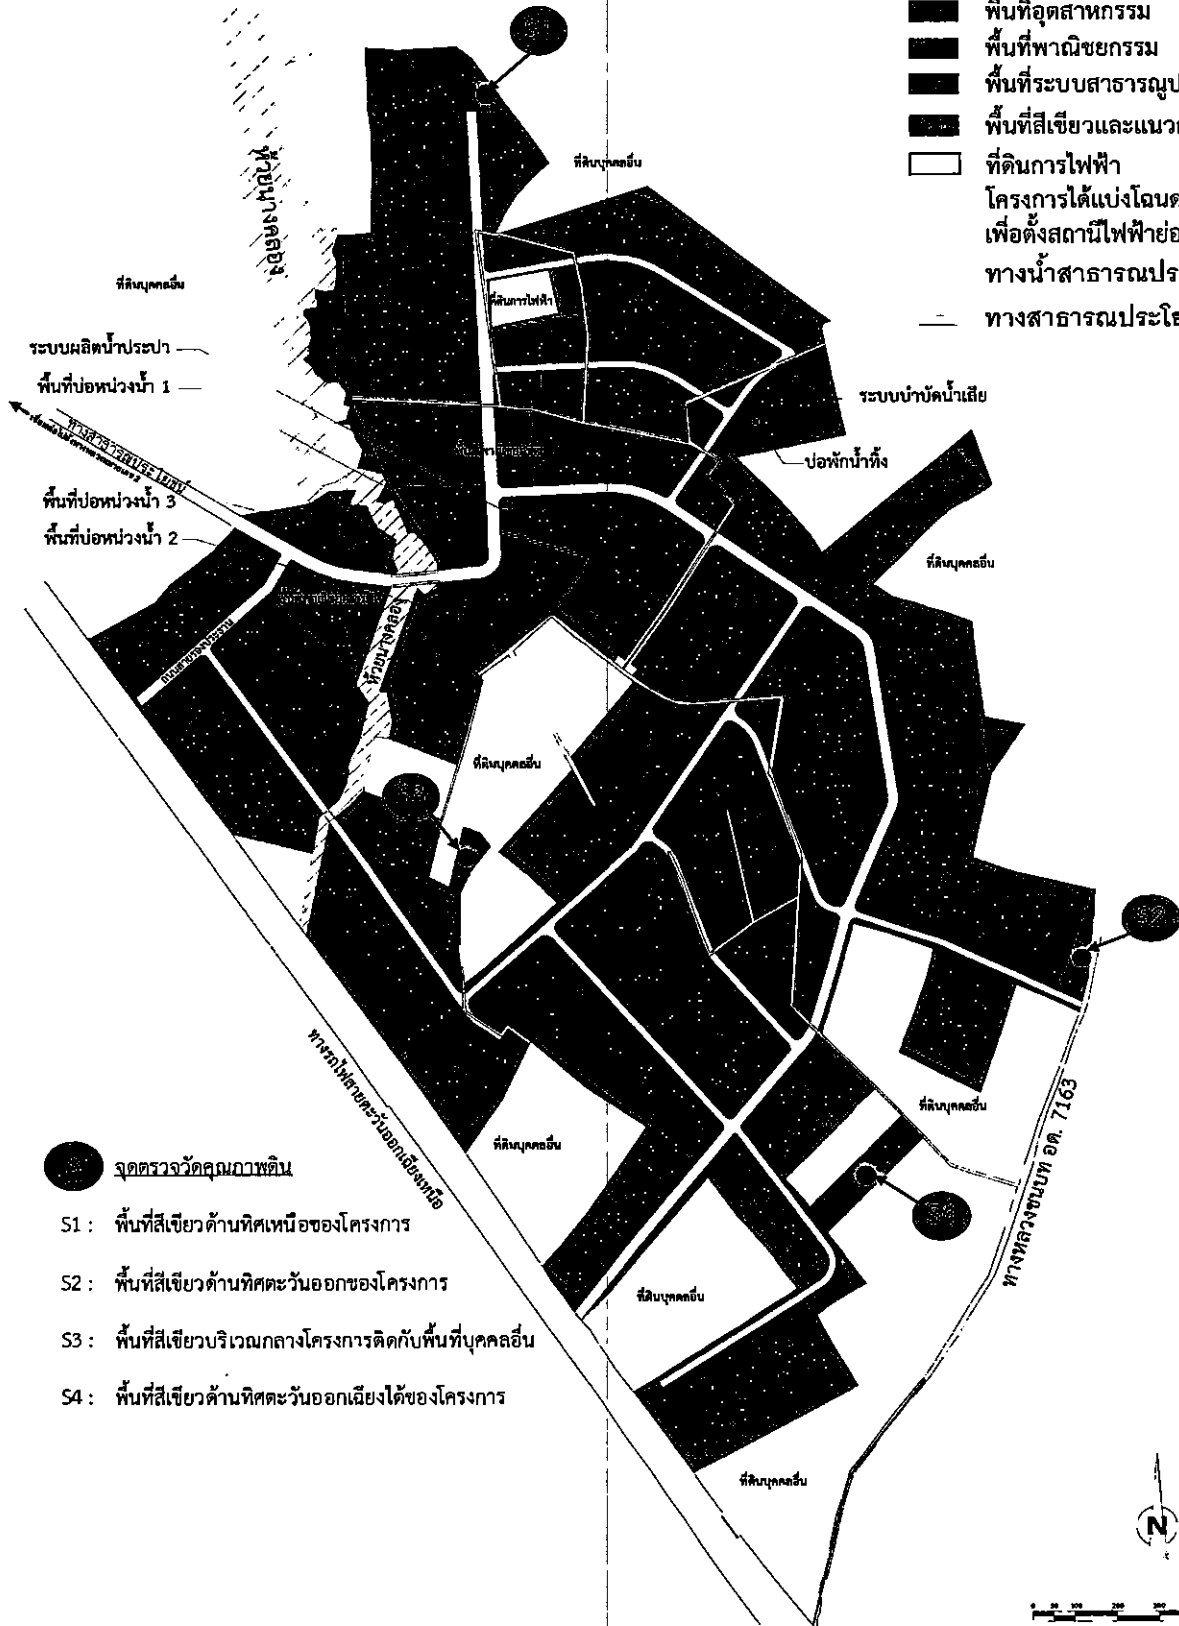 พื้นที่อุตสาหกรรม
พื้นที่พาณิชยกรรม
พื้นที่ระบบสาธารณูป
พื้นที่สีเขียวและแนว
ที่ดินการไฟฟ้า
โครงการได้แบ่งโฉนด
เพื่อตั้งสถานีไฟฟ้าย่อ
ทางน้ำสาธารณประ
ทางสาธารณประโย
ที่ดินบุคคลอื่น
ห้วยนางคลอง
ที่ดินบุคคลอื่น
ที่ดินการไฟฟ้า
ระบบผลิตน้ำประปา
พื้นที่บ่อหน่วงน้ำ 1
ระบบบำบัดน้ำเสีย
ทางสาธารณประโยชน์
บ่อพักน้ำทิ้ง
พื้นที่บ่อหน่วงน้ำ 3
พื้นที่บ่อหน่วงน้ำ 2
ที่ดินบุคคลอื่น
ห้วยนางคลอง
ที่ดินบุคคลอื่น
S2
ทางรถไฟสายตะวันออกเฉียงเหนือ
ที่ดินบุคคลอื่น
ที่ดินบุคคลอื่น
ทางหลวงชนบท อด. 7163
จุดตรวจวัดคุณภาพดิน
S1 : พื้นที่สีเขียวด้านทิศเหนือของโครงการ
S2 : พื้นที่สีเขียวด้านทิศตะวันออกของโครงการ
ที่ดินบุคคลอื่น
S3 : พื้นที่สีเขียวบริเวณกลางโครงการติดกับพื้นที่บุคคลอื่น
S4 : พื้นที่สีเขียวด้านทิศตะวันออกเฉียงใต้ของโครงการ
ที่ดินบุคคลอื่น
N
0 50 100 200 300